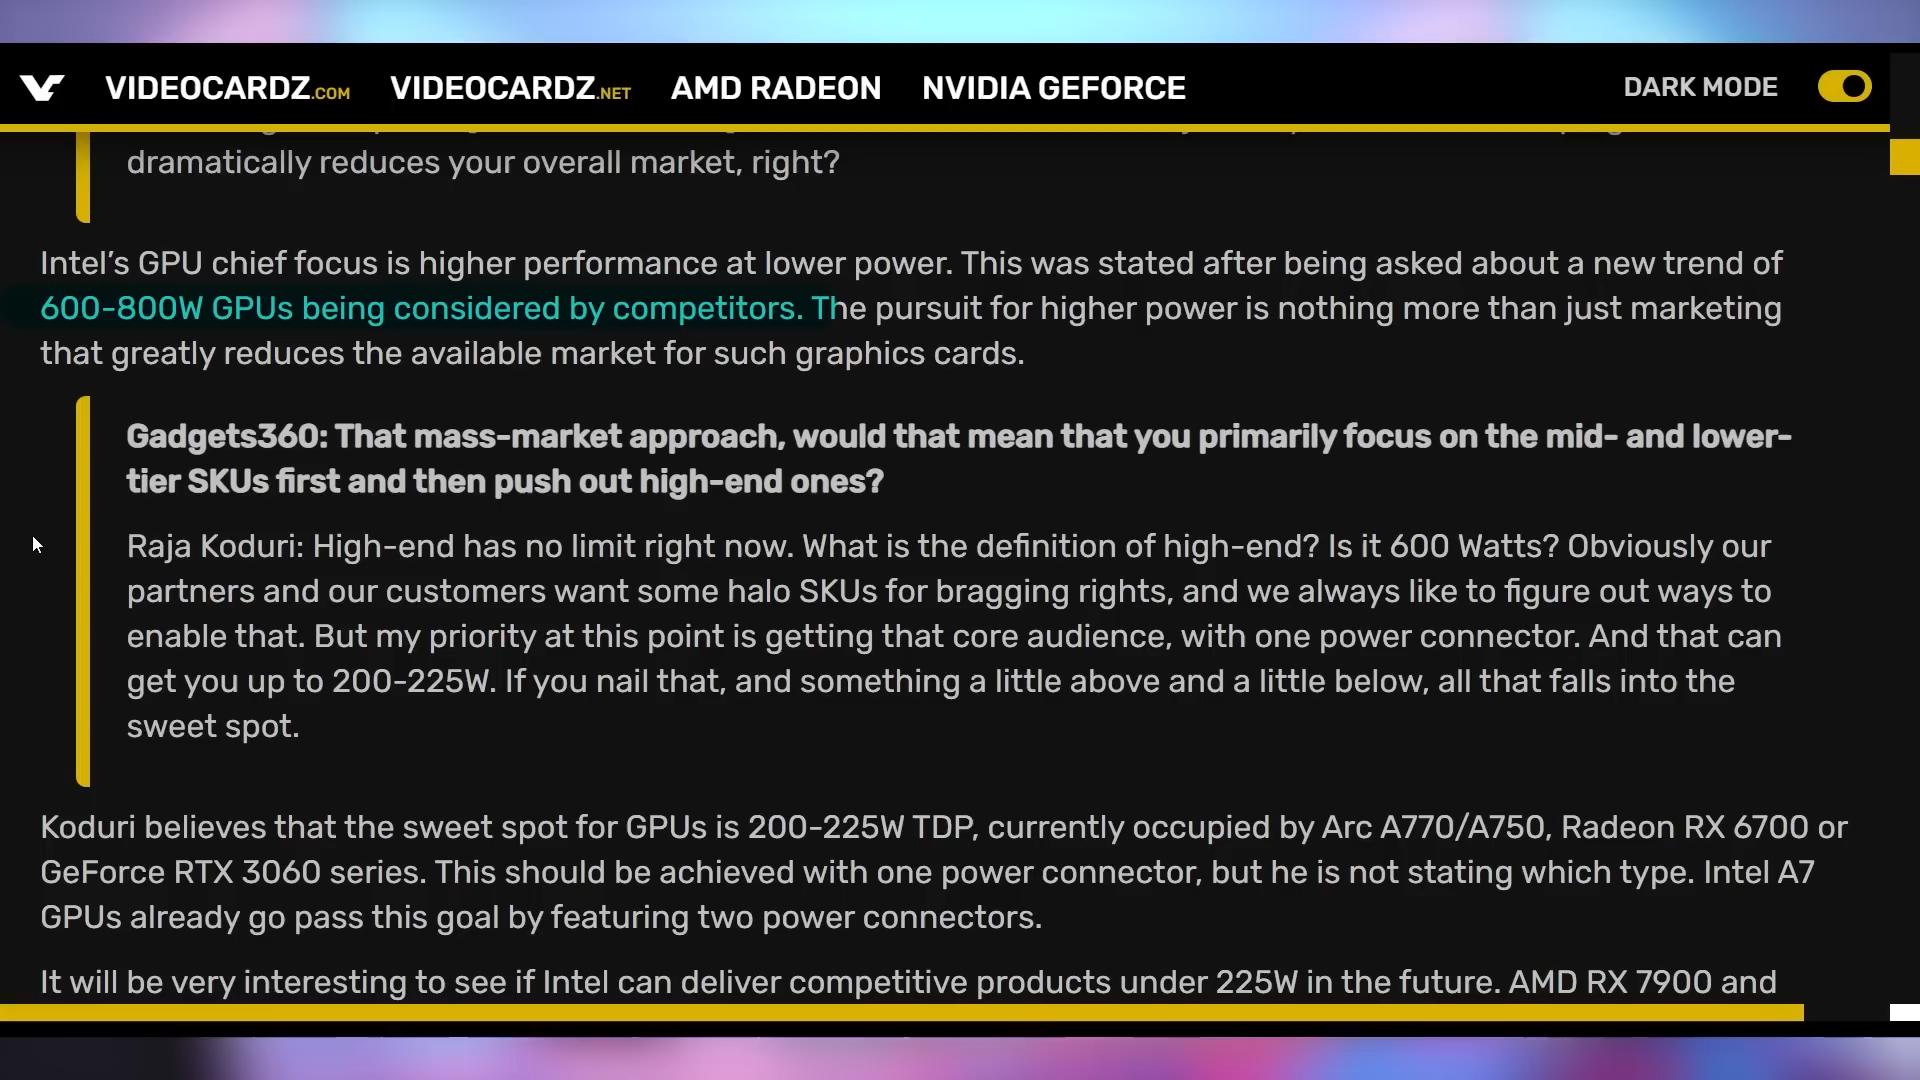 VIDEOCARDZ.COM VIDEOCARDZ.NET AMD RADEON NVIDIA GEFORCE DARK MODE
dramatically reduces your overall market, right?
Intel’s GPU chief focus is higher performance at lower power. This was stated after being asked about a new trend of
600-800W GPUs being considered by competitors. The pursuit for higher power is nothing more than just marketing
that greatly reduces the available market for such graphics cards.
Gadgets360: That mass-market approach, would that mean that you primarily focus on the mid- and lower-
tier SKUs first and then push out high-end ones?
Raja Koduri: High-end has no limit right now. What is the definition of high-end? Is it 600 Watts? Obviously our
partners and our customers want some halo SKUs for bragging rights, and we always like to figure out ways to
enable that. But my priority at this point is getting that core audience, with one power connector. And that can
get you up to 200-225W. If you nail that, and something a little above and a little below, all that falls into the
sweet spot.
Koduri believes that the sweet spot for GPUs is 200-225W TDP, currently occupied by Arc A770/A750, Radeon RX 6700 or
GeForce RTX 3060 series. This should be achieved with one power connector, but he is not stating which type. Intel A7
GPUs already go pass this goal by featuring two power connectors.
It will be very interesting to see if Intel can deliver competitive products under 225W in the future. AMD RX 7900 and